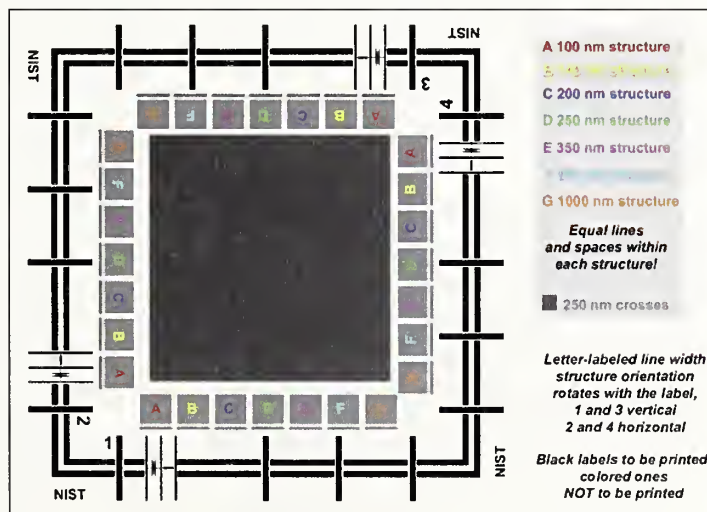 NIST
NIST
3
4
F
D
C
B
A
F
D
C
B
A
A
B
C
D
F
A
B
C
D
F
2
1
NIST
NIST
A 100 nm structure
C 200 nm structure
D 250 nm structure
E 350 nm structure
G 1000 nm structure
Equal lines
and spaces within
each structure!
250 nm crosses
Letter-labeled line width
structure orientation
rotates with the label,
1 and 3 vertical
2 and 4 horizontal
Black labels to be printed
colored ones
NOT to be printed